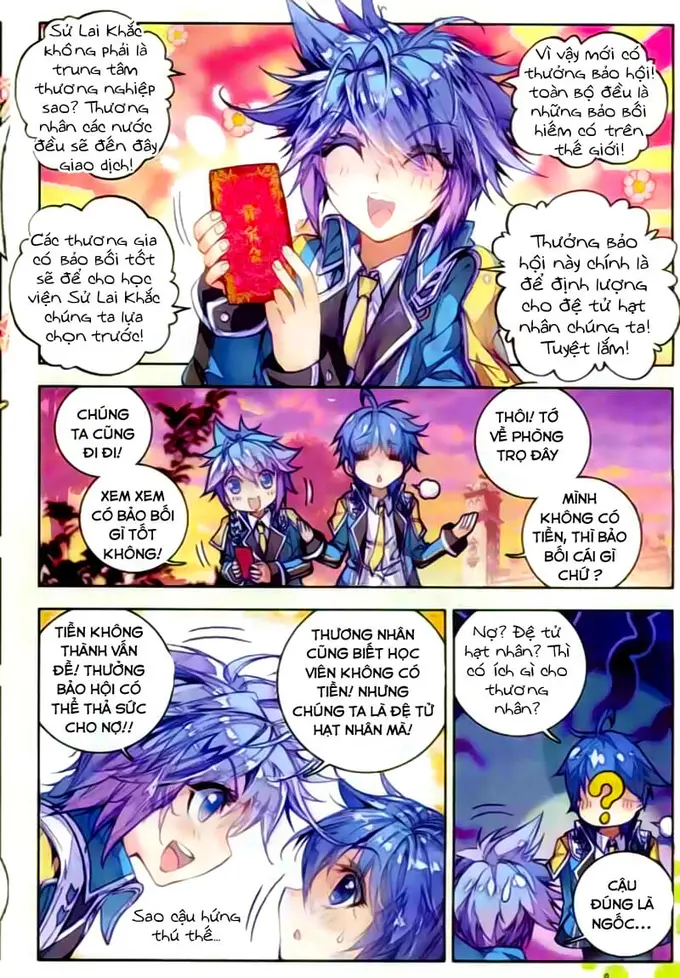 Sử Lai Khắc
không phải là
trung tâm
thương nghiệp
sao? Thương
nhân các nước
đều sẽ đến đây
giao dịch!
Vì vậy mới có
thưởng bảo hội!
toàn bộ đều là
những bảo bối
hiếm có trên
thế giới!
Các thương gia
có bảo bối tốt
sẽ để cho học
viện Sử Lai Khắc
chúng ta lựa
chọn trước!
Thưởng bảo
hội này chính là
để định lượng
cho đệ tử hạt
nhân chúng ta!
Tuyệt lắm!
CHÚNG
TA CŨNG
ĐI ĐI!
XEM XEM
CÓ BẢO BỐI
GÌ TỐT
KHÔNG!
THÔI! TỚ
VỀ PHÒNG
TRỌ ĐÂY
MÌNH
KHÔNG CÓ
TIỀN, THÌ BẢO
BỐI CÁI GÌ
CHỨ ?
TIỀN KHÔNG
THÀNH VẤN
ĐỀ! THƯỞNG
BẢO HỘI CÓ
THỂ THẢ SỨC
CHO NỢ!!
THƯƠNG NHÂN
CŨNG BIẾT HỌC
VIÊN KHÔNG CÓ
TIỀN! NHƯNG
CHÚNG TA LÀ ĐỆ TỬ
HẠT NHÂN MÀ!
Sao cậu hứng
thú thế...
Nợ? Đệ tử
hạt nhân? Thì
có ích gì cho
thương
nhân?
?
CẬU
ĐÚNG LÀ
NGỐC...